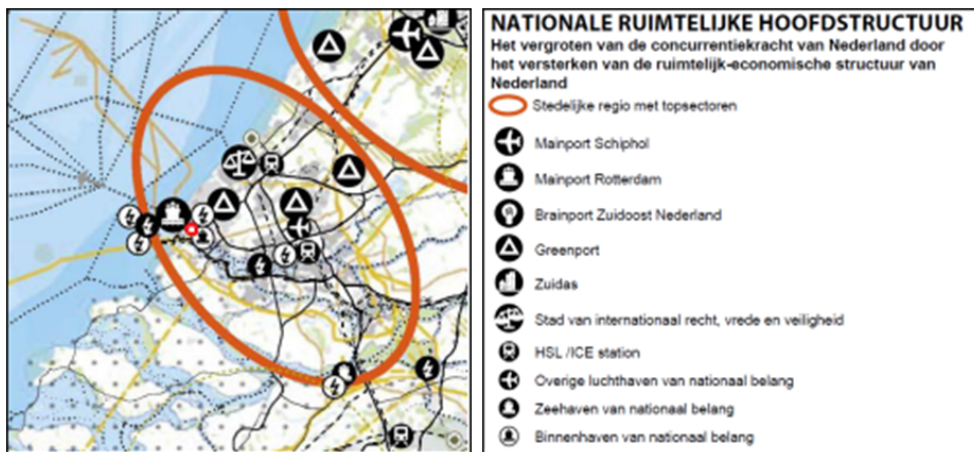 NATIONALE RUIMTELIJKE HOOFDSTRUCTUUR
Het vergroten van de concurrentiekracht van Nederland door
het versterken van de ruimtelijk-economische structuur van
Nederland
Stedelijke regio met topsectoren
Mainport Schiphol
Mainport Rotterdam
Brainport Zuidoost Nederland
Greenport
Zuidas
Stad van internationaal recht, vrede en veiligheid
HSL /ICE station
Overige luchthaven van nationaal belang
Zeehaven van nationaal belang
Binnenhaven van nationaal belang